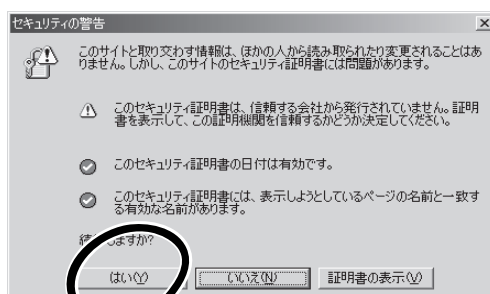 セキュリティの警告
このサイトと取り交わす情報は、ほかの人から読み取られたり変更されることはあ
りません。しかし、このサイトのセキュリティ証明書には問題があります。
このセキュリティ証明書は、信頼する会社から発行されていません。証明
書を表示して、この証明機関を信頼するかどうか決定してください。
このセキュリティ証明書の日付は有効です。
このセキュリティ証明書には、表示しようとしているページの名前と一致す
る有効な名前があります。
続 しますか?
はい(Y) いいえ(N) 証明書の表示(V)